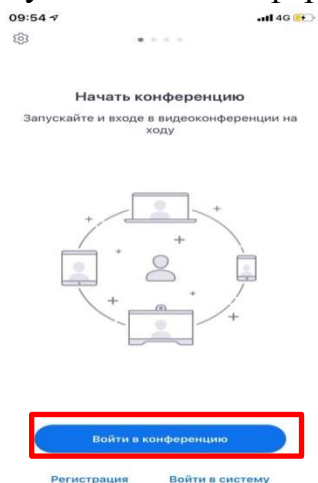 09:54 4G
Начать конференцию
Запускайте и входе в видеоконференции на
ходу
Войти в конференцию
Регистрация Войти в систему